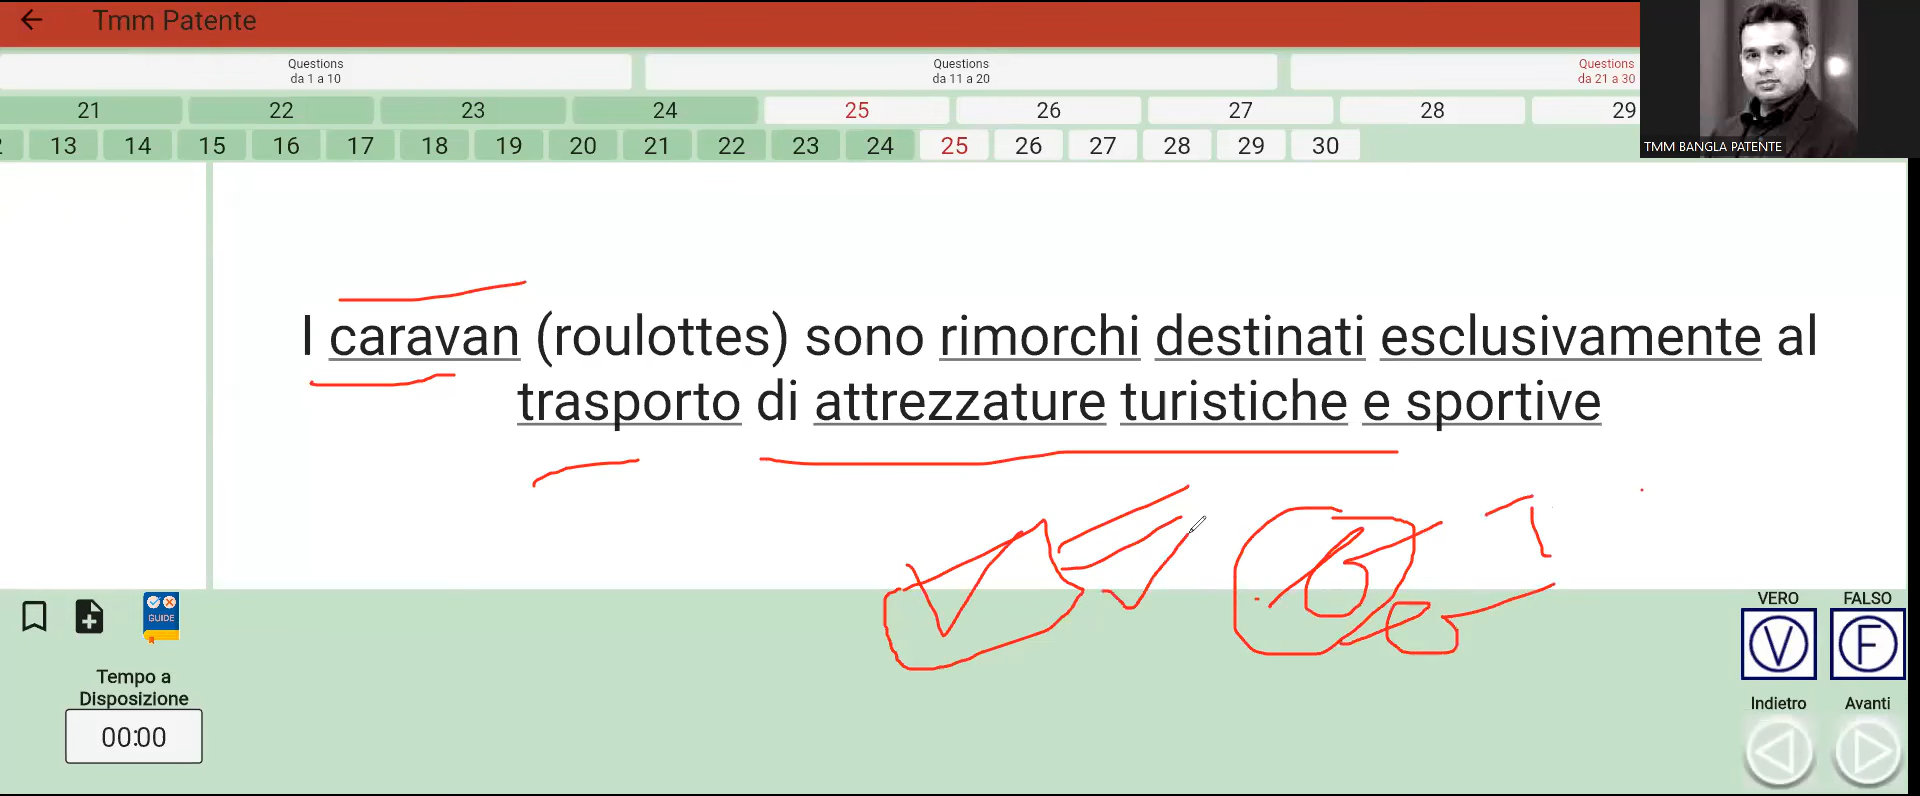 Tmm Patente
Questions
da 1 a 10
Questions
da 11 a 20
Questions
da 21 a 30
21 22 23 24 25 26 27 28 29
13 14 15 16 17 18 19 20 21 22 23 24 25 26 27 28 29 30
TMM BANGLA PATENTE
I caravan (roulottes) sono rimorchi destinati esclusivamente al
trasporto di attrezzature turistiche e sportive
GUIDE
Tempo a
Disposizione
00:00
VERO FALSO
V F
Indietro Avanti